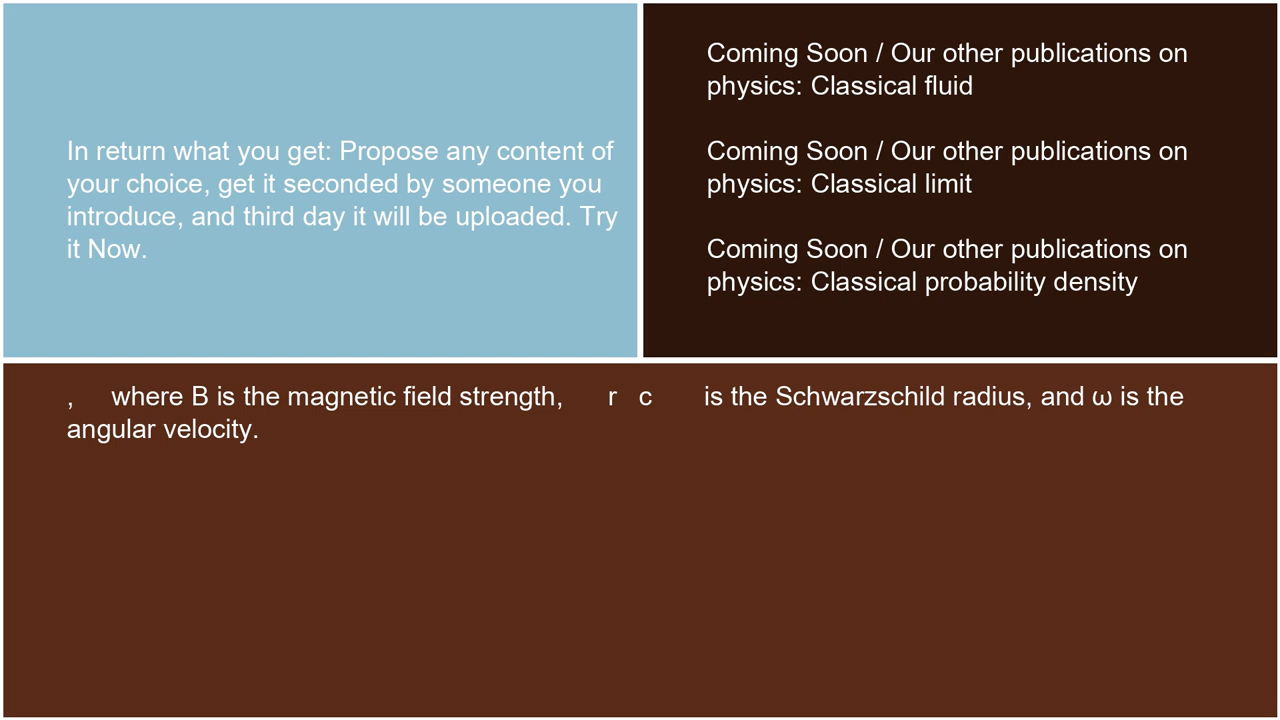 In return what you get: Propose any content of
your choice, get it seconded by someone you
introduce, and third day it will be uploaded. Try
it Now.
Coming Soon / Our other publications on
physics: Classical fluid
Coming Soon / Our other publications on
physics: Classical limit
Coming Soon / Our other publications on
physics: Classical probability density
, where B is the magnetic field strength, r c is the Schwarzschild radius, and ω is the
angular velocity.